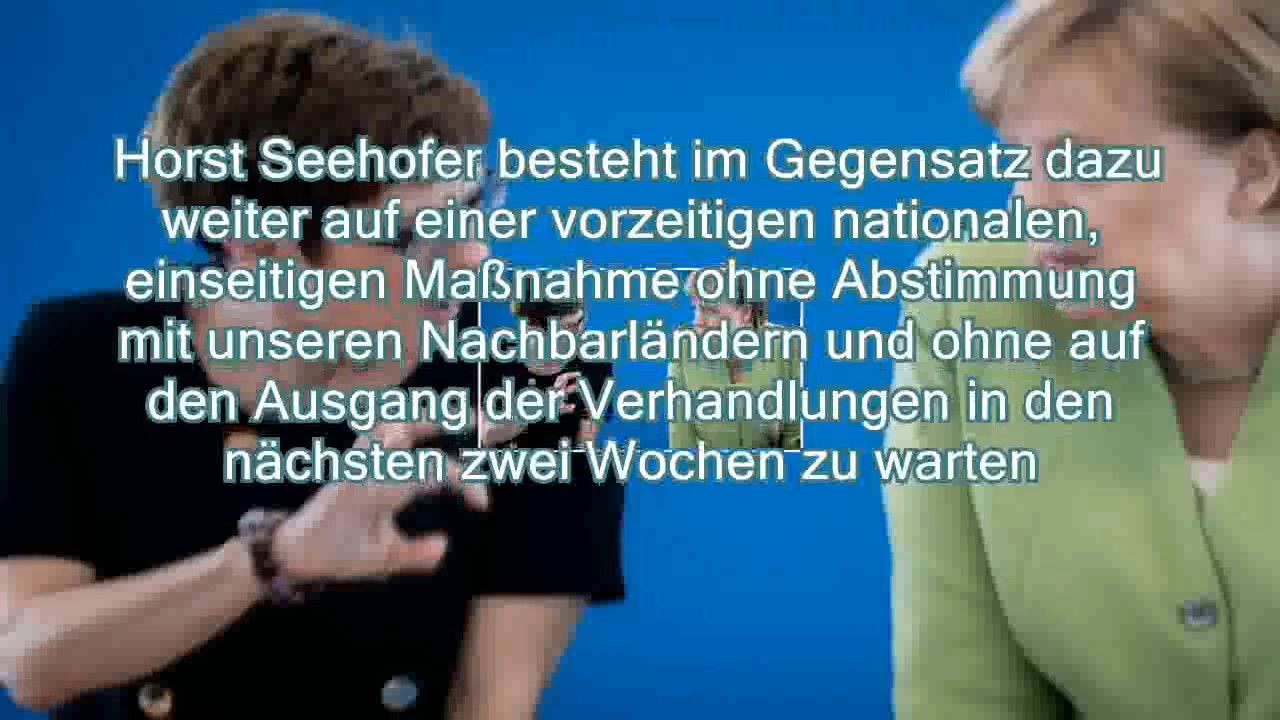 Horst Seehofer besteht im Gegensatz dazu
weiter auf einer vorzeitigen nationalen,
einseitigen Maßnahme ohne Abstimmung
mit unseren Nachbarländern und ohne auf
den Ausgang der Verhandlungen in den
nächsten zwei Wochen zu warten